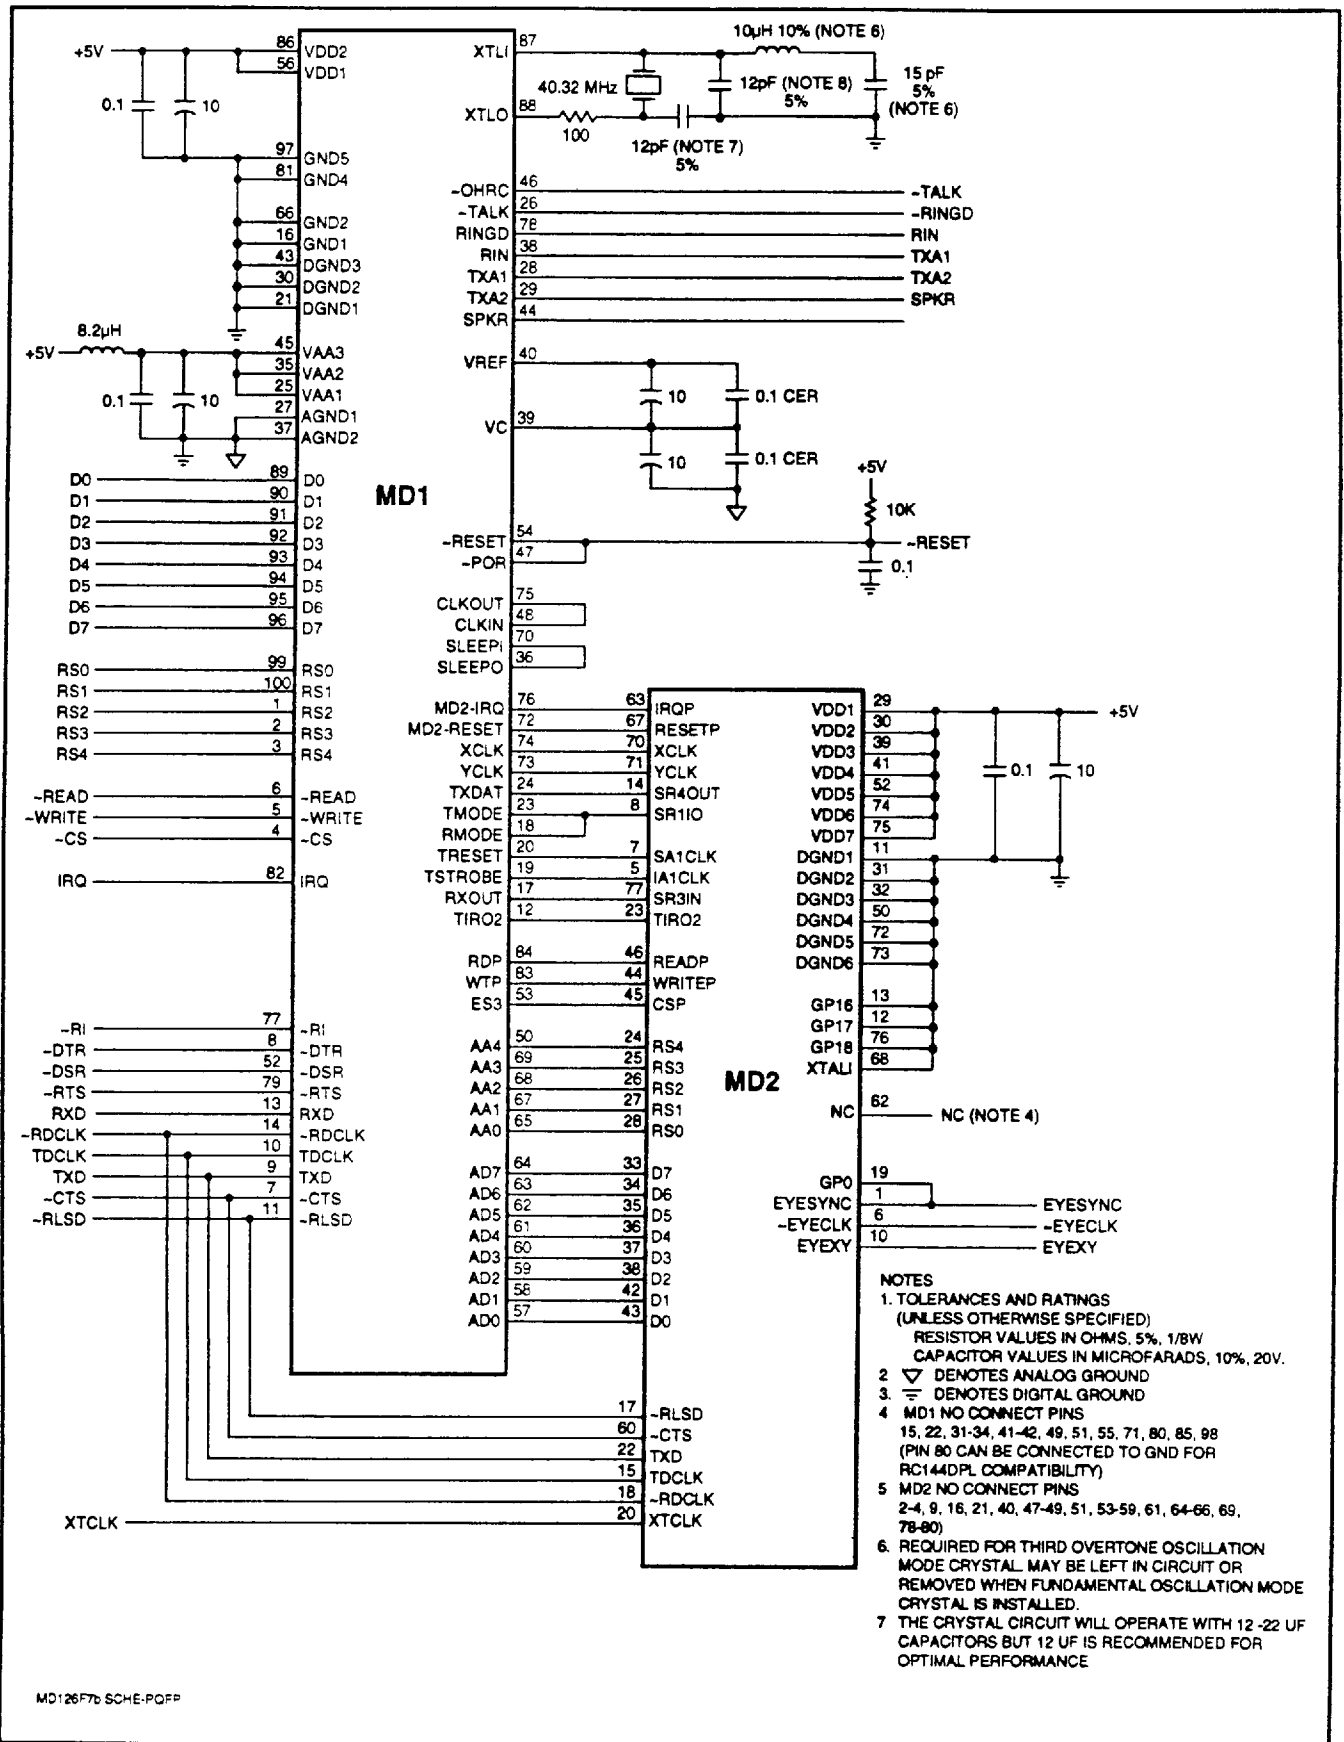 +5V
86 VDD2
56 VDD1
0.1
10
97 GND5
81 GND4
66 GND2
16 GND1
43 DGND3
30 DGND2
21 DGND1
8.2µH
+5V
45 VAA3
35 VAA2
25 VAA1
0.1
10
27 AGND1
37 AGND2
D0 89 D0
D1 90 D1
D2 91 D2
D3 92 D3
D4 93 D4
D5 94 D5
D6 95 D6
D7 96 D7
RS0 99 RS0
RS1 100 RS1
RS2 1 RS2
RS3 2 RS3
RS4 3 RS4
~READ 6 ~READ
~WRITE 5 ~WRITE
~CS 4 ~CS
IRQ 82 IRQ
~RI 77 ~RI
~DTR 8 ~DTR
~DSR 52 ~DSR
~RTS 79 ~RTS
RXD 13 RXD
~RDCLK 14 ~RDCLK
TDCLK 10 TDCLK
TXD 9 TXD
~CTS 7 ~CTS
~RLSD 11 ~RLSD
MD1
XTLI 87
XTLO 88
10µH 10% (NOTE 6)
40.32 MHz
12pF (NOTE 8)
5%
15 pF
5%
(NOTE 6)
100
12pF (NOTE 7)
5%
~OHRC 46 ~TALK
~TALK 26 ~RINGD
RINGD 78 RIN
RIN 38 TXA1
TXA1 28 TXA2
TXA2 29 SPKR
SPKR 44
VREF 40
10
0.1 CER
VC 39
10
0.1 CER
+5V
10K
~RESET 54 ~RESET
~POR 47
0.1
CLKOUT 75
CLKIN 48
SLEEPI 70
SLEEPO 36
MD2-IRQ 76 63 IRQP
MD2-RESET 72 67 RESETP
XCLK 74 70 XCLK
YCLK 73 71 YCLK
TXDAT 24 14 SR4OUT
TMODE 23 8 SR1IO
RMODE 18
TRESET 20 7 SA1CLK
TSTROBE 19 5 IA1CLK
RXOUT 17 77 SR3IN
TIRO2 12 23 TIRO2
RDP 84 46 READP
WTP 83 44 WRITEP
ES3 53 45 CSP
AA4 50 24 RS4
AA3 69 25 RS3
AA2 68 26 RS2
AA1 67 27 RS1
AA0 65 28 RS0
AD7 64 33 D7
AD6 63 34 D6
AD5 62 35 D5
AD4 61 36 D4
AD3 60 37 D3
AD2 59 38 D2
AD1 58 42 D1
AD0 57 43 D0
17 ~RLSD
60 ~CTS
22 TXD
15 TDCLK
18 ~RDCLK
XTCLK 20 XTCLK
MD2
VDD1 29 +5V
VDD2 30
VDD3 39
VDD4 41
VDD5 52
VDD6 74
VDD7 75
0.1
10
DGND1 11
DGND2 31
DGND3 32
DGND4 50
DGND5 72
DGND6 73
GP16 13
GP17 12
GP18 76
XTALI 68
NC 62 NC (NOTE 4)
GP0 19
EYESYNC 1 EYESYNC
~EYECLK 6 ~EYECLK
EYEXY 10 EYEXY
NOTES
1. TOLERANCES AND RATINGS
(UNLESS OTHERWISE SPECIFIED)
RESISTOR VALUES IN OHMS, 5%, 1/8W
CAPACITOR VALUES IN MICROFARADS, 10%, 20V.
2 DENOTES ANALOG GROUND
3. DENOTES DIGITAL GROUND
4 MD1 NO CONNECT PINS
15, 22, 31-34, 41-42, 49, 51, 55, 71, 80, 85, 98
(PIN 80 CAN BE CONNECTED TO GND FOR
RC144DPL COMPATIBILITY)
5 MD2 NO CONNECT PINS
2-4, 9, 16, 21, 40, 47-49, 51, 53-59, 61, 64-66, 69,
78-80)
6. REQUIRED FOR THIRD OVERTONE OSCILLATION
MODE CRYSTAL. MAY BE LEFT IN CIRCUIT OR
REMOVED WHEN FUNDAMENTAL OSCILLATION MODE
CRYSTAL IS INSTALLED.
7 THE CRYSTAL CIRCUIT WILL OPERATE WITH 12 -22 UF
CAPACITORS BUT 12 UF IS RECOMMENDED FOR
OPTIMAL PERFORMANCE
MD126F7b SCHE-PQFP